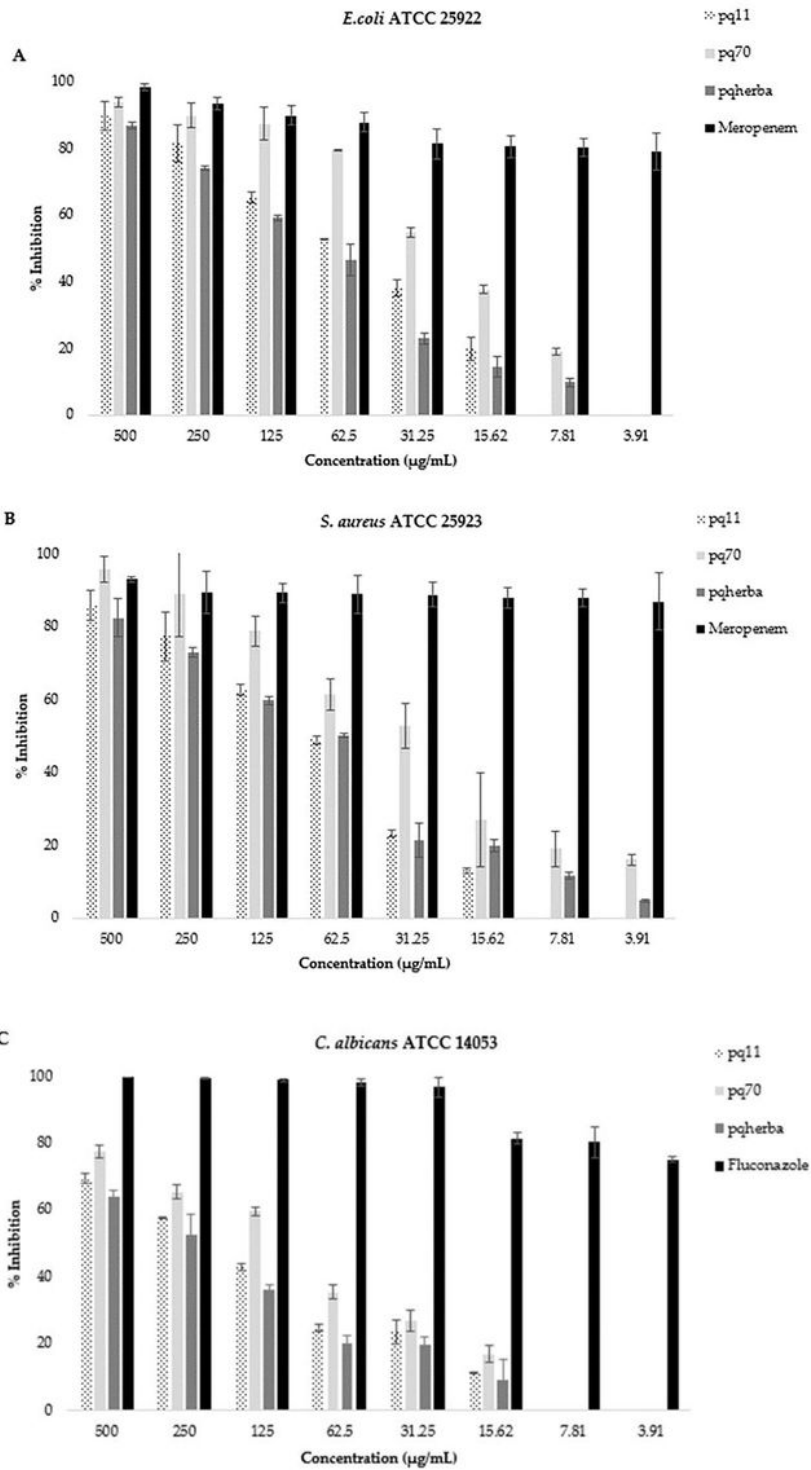 E.coli ATCC 25922
A
pq11
pq70
pqherba
Meropenem
% Inhibition
100
80
60
40
20
0
500 250 125 62.5 31.25 15.62 7.81 3.91
Concentration (µg/mL)
B
S. aureus ATCC 25923
pq11
pq70
pqherba
Meropenem
% Inhibition
100
80
60
40
20
0
500 250 125 62.5 31.25 15.62 7.81 3.91
Concentration (µg/mL)
C
C. albicans ATCC 14053
pq11
pq70
pqherba
Fluconazole
% Inhibition
100
80
60
40
20
0
500 250 125 62.5 31.25 15.62 7.81 3.91
Concentration (µg/mL)